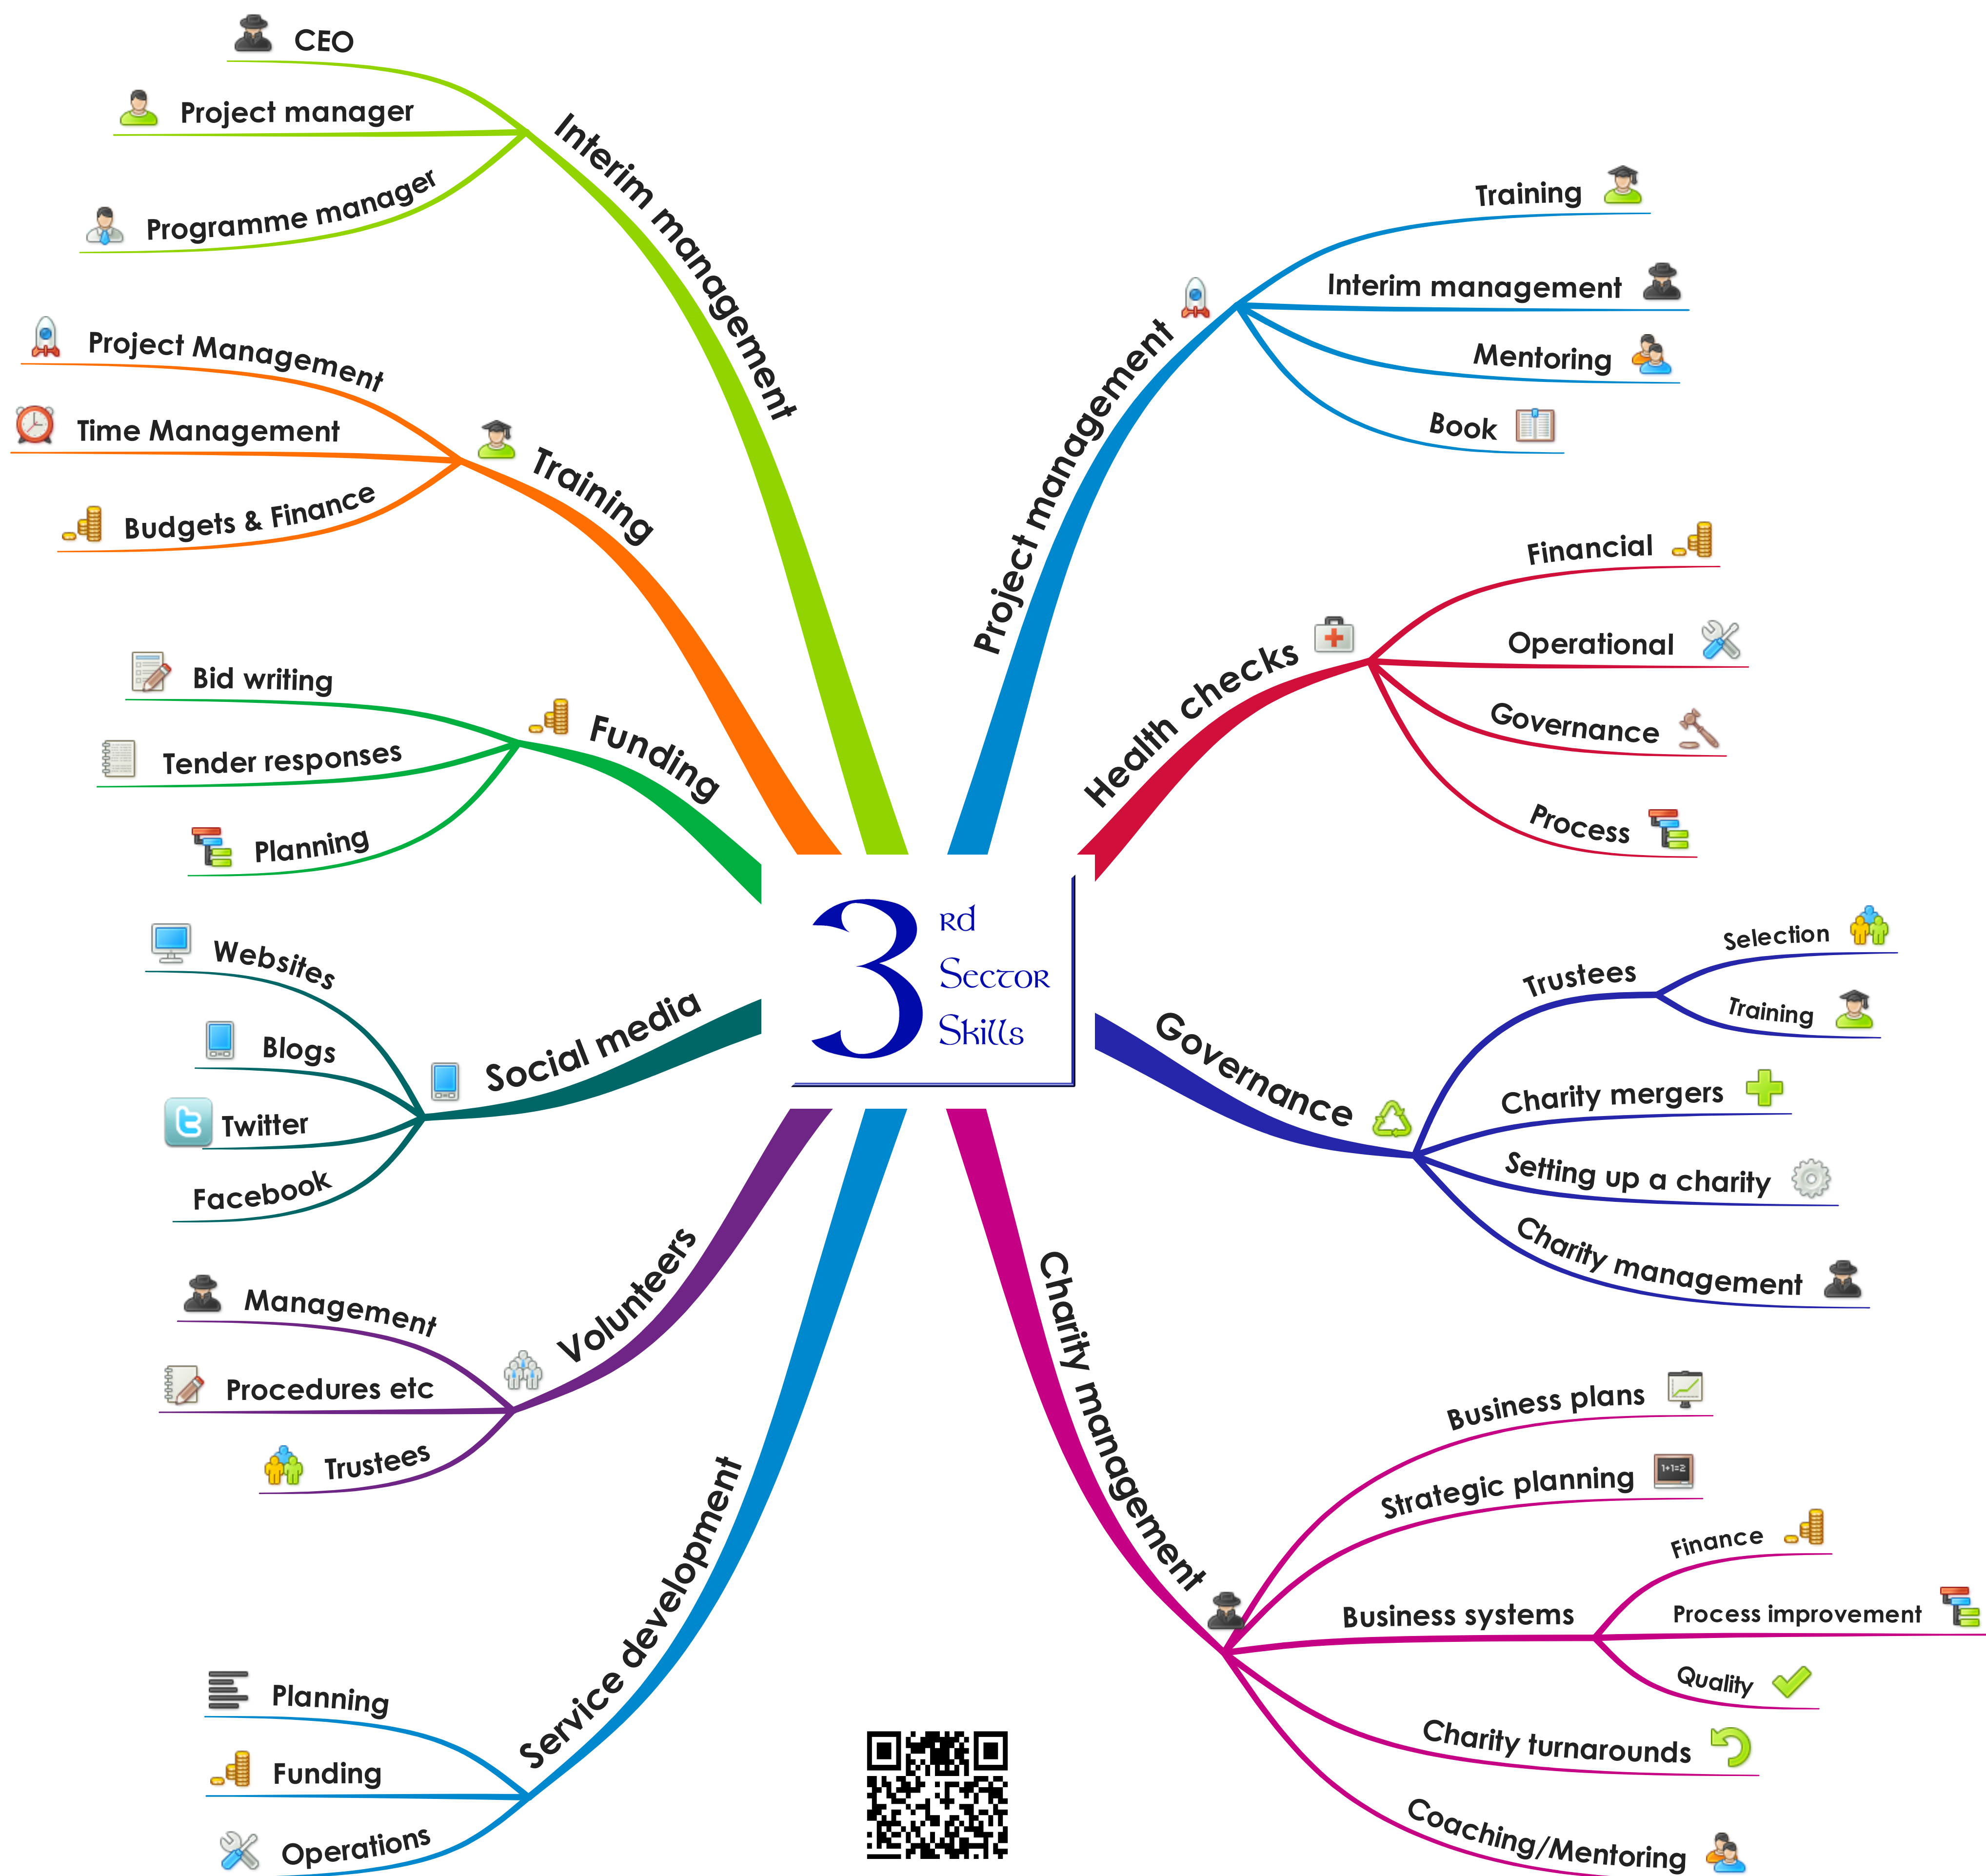 3
rd
Sector
Skills
Project management
Training
Interim management
Mentoring
Book
Health checks
Financial
Operational
Governance
Process
Governance
Trustees
Selection
Training
Charity mergers
Setting up a charity
Charity management
Charity management
Business plans
Strategic planning
1+1=2
Business systems
Finance
Process improvement
Quality
Charity turnarounds
Coaching/Mentoring
Service development
Planning
Funding
Operations
Volunteers
Management
Procedures etc
Trustees
Social media
Websites
Blogs
t
Twitter
Facebook
Funding
Bid writing
Tender responses
Planning
Training
Project Management
Time Management
Budgets & Finance
Interim management
CEO
Project manager
Programme manager